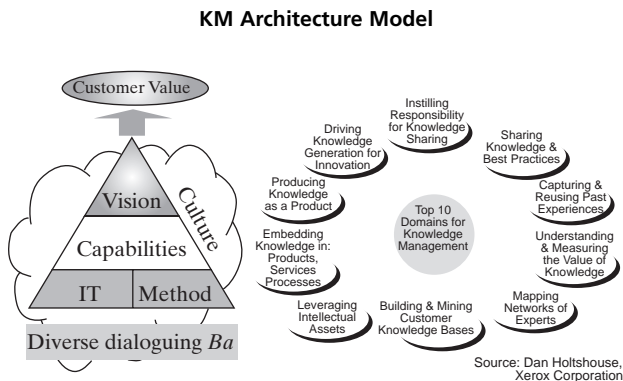 KM Architecture Model
Customer Value
Vision
Culture
Capabilities
IT
Method
Diverse dialoguing Ba
Instilling
Responsibility
for Knowledge
Sharing
Sharing
Knowledge &
Best Practices
Capturing &
Reusing Past
Experiences
Understanding
& Measuring
the Value of
Knowledge
Mapping
Networks of
Experts
Building & Mining
Customer
Knowledge Bases
Leveraging
Intellectual
Assets
Embedding
Knowledge in:
Products,
Services
Processes
Producing
Knowledge
as a Product
Driving
Knowledge
Generation for
Innovation
Top 10
Domains for
Knowledge
Management
Source: Dan Holtshouse,
Xerox Corporation